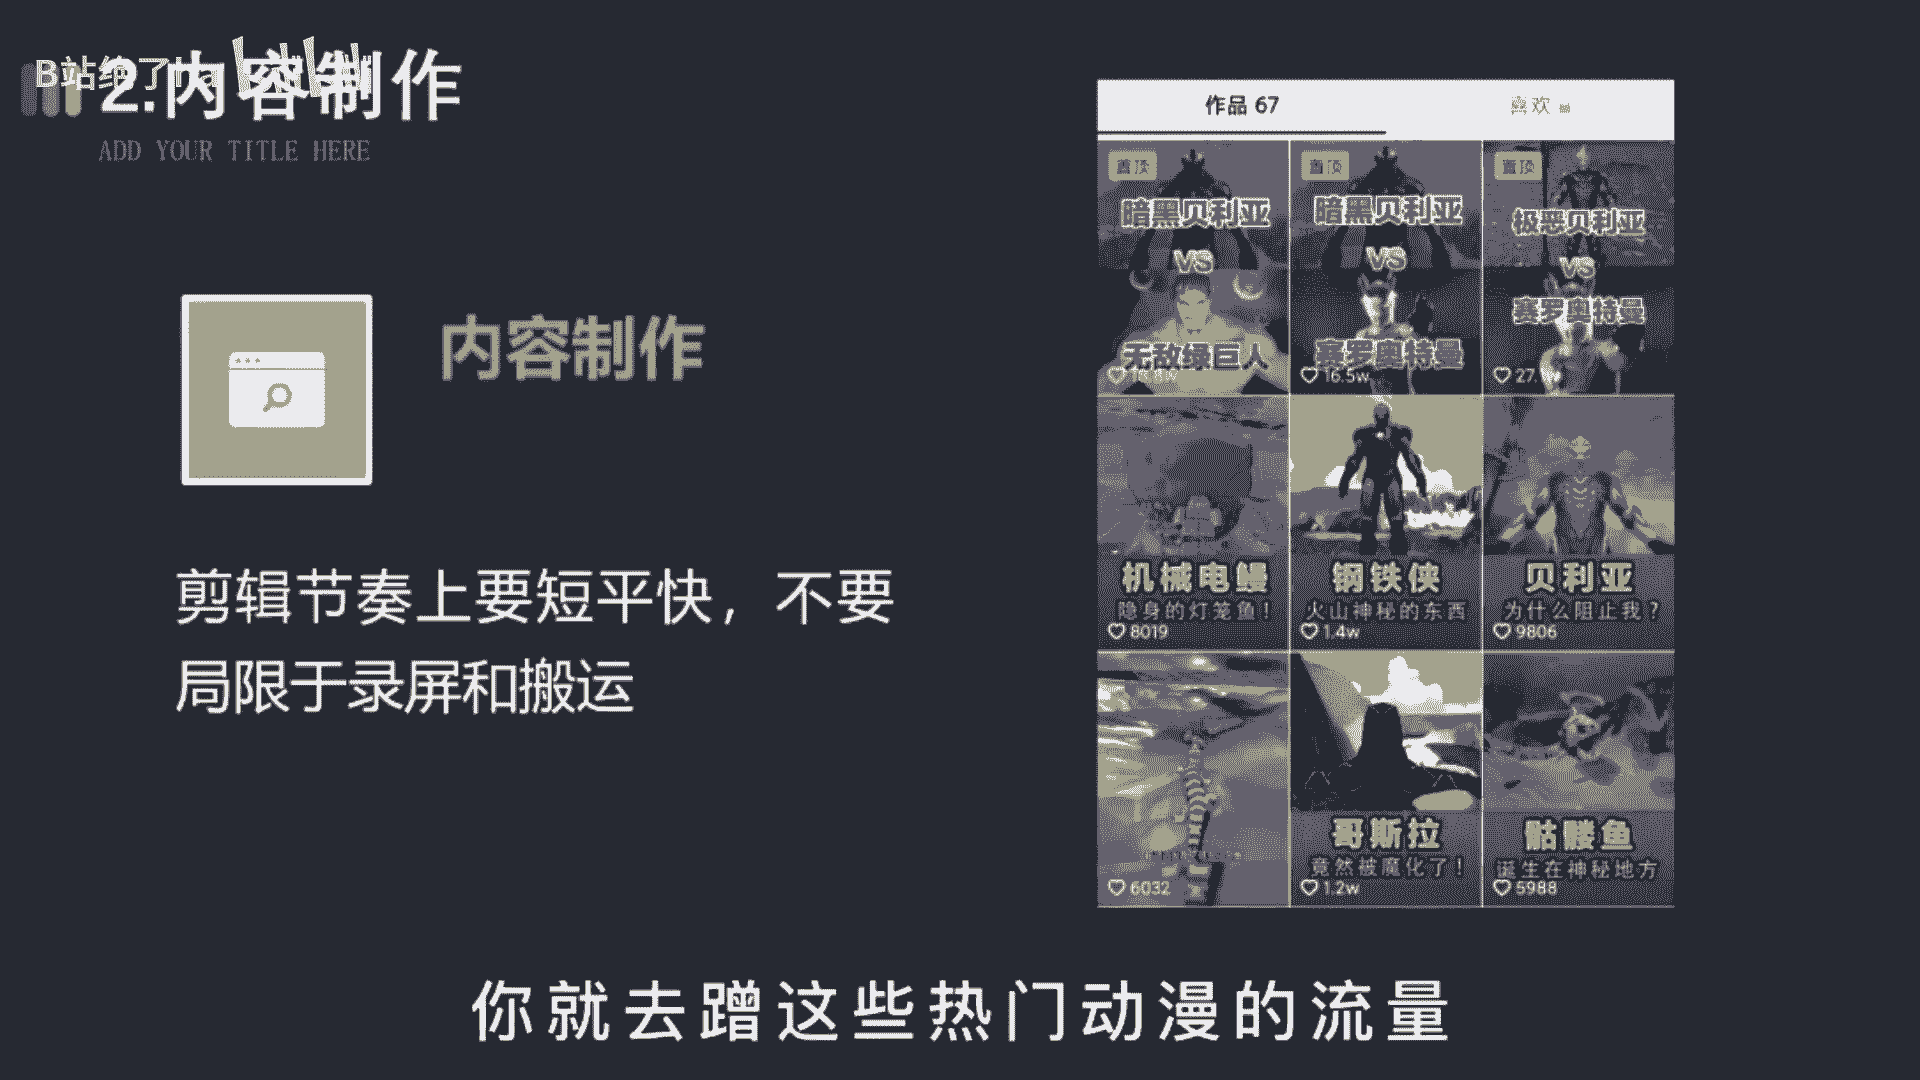 2.内容制作
ADD YOUR TITLE HERE
内容制作
剪辑节奏上要短平快，不要
局限于录屏和搬运
作品 67
喜欢
置顶
暗黑贝利亚
VS
无敌绿巨人
置顶
暗黑贝利亚
VS
赛罗奥特曼
16.5w
置顶
极恶贝利亚
VS
赛罗奥特曼
机械电鳗
隐身的灯笼鱼！
8019
钢铁侠
火山神秘的东西
1.4w
贝利亚
为什么阻止我？
9806
6032
哥斯拉
竟然被魔化了！
1.2w
骷髅鱼
诞生在神秘地方
5988
你就去蹭这些热门动漫的流量